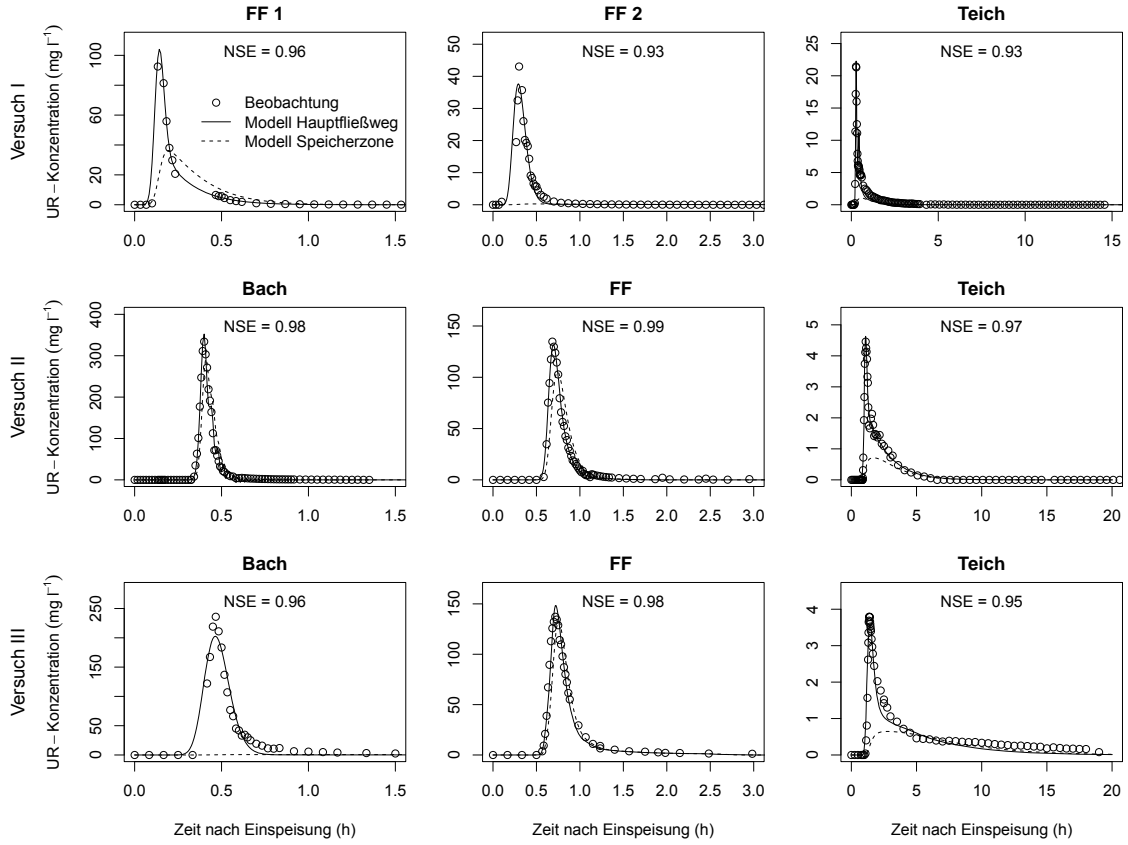 FF 1
FF 2
Teich
Versuch I
UR – Konzentration (mg l⁻¹)
0 20 40 60 80 100
NSE = 0.96
Beobachtung
Modell Hauptfließweg
Modell Speicherzone
0.0 0.5 1.0 1.5
0 10 20 30 40 50
NSE = 0.93
0.0 0.5 1.0 1.5 2.0 2.5 3.0
0 5 10 15 20 25
NSE = 0.93
0 5 10 15
Bach
FF
Teich
Versuch II
UR – Konzentration (mg l⁻¹)
0 100 200 300 400
NSE = 0.98
0.0 0.5 1.0 1.5
0 50 100 150
NSE = 0.99
0.0 0.5 1.0 1.5 2.0 2.5 3.0
0 1 2 3 4 5
NSE = 0.97
0 5 10 15 20
Bach
FF
Teich
Versuch III
UR – Konzentration (mg l⁻¹)
0 50 150 250
NSE = 0.96
0.0 0.5 1.0 1.5
0 50 100 150
NSE = 0.98
0.0 0.5 1.0 1.5 2.0 2.5 3.0
0 1 2 3 4
NSE = 0.95
0 5 10 15 20
Zeit nach Einspeisung (h)
Zeit nach Einspeisung (h)
Zeit nach Einspeisung (h)